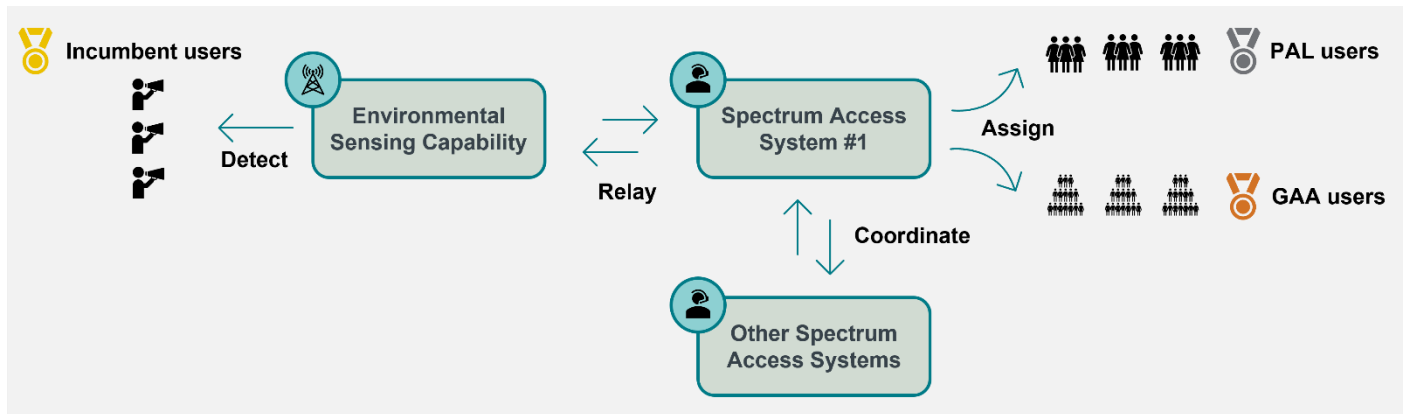 Incumbent users
Detect
Environmental
Sensing Capability
Relay
Spectrum Access
System #1
Assign
PAL users
GAA users
Coordinate
Other Spectrum
Access Systems